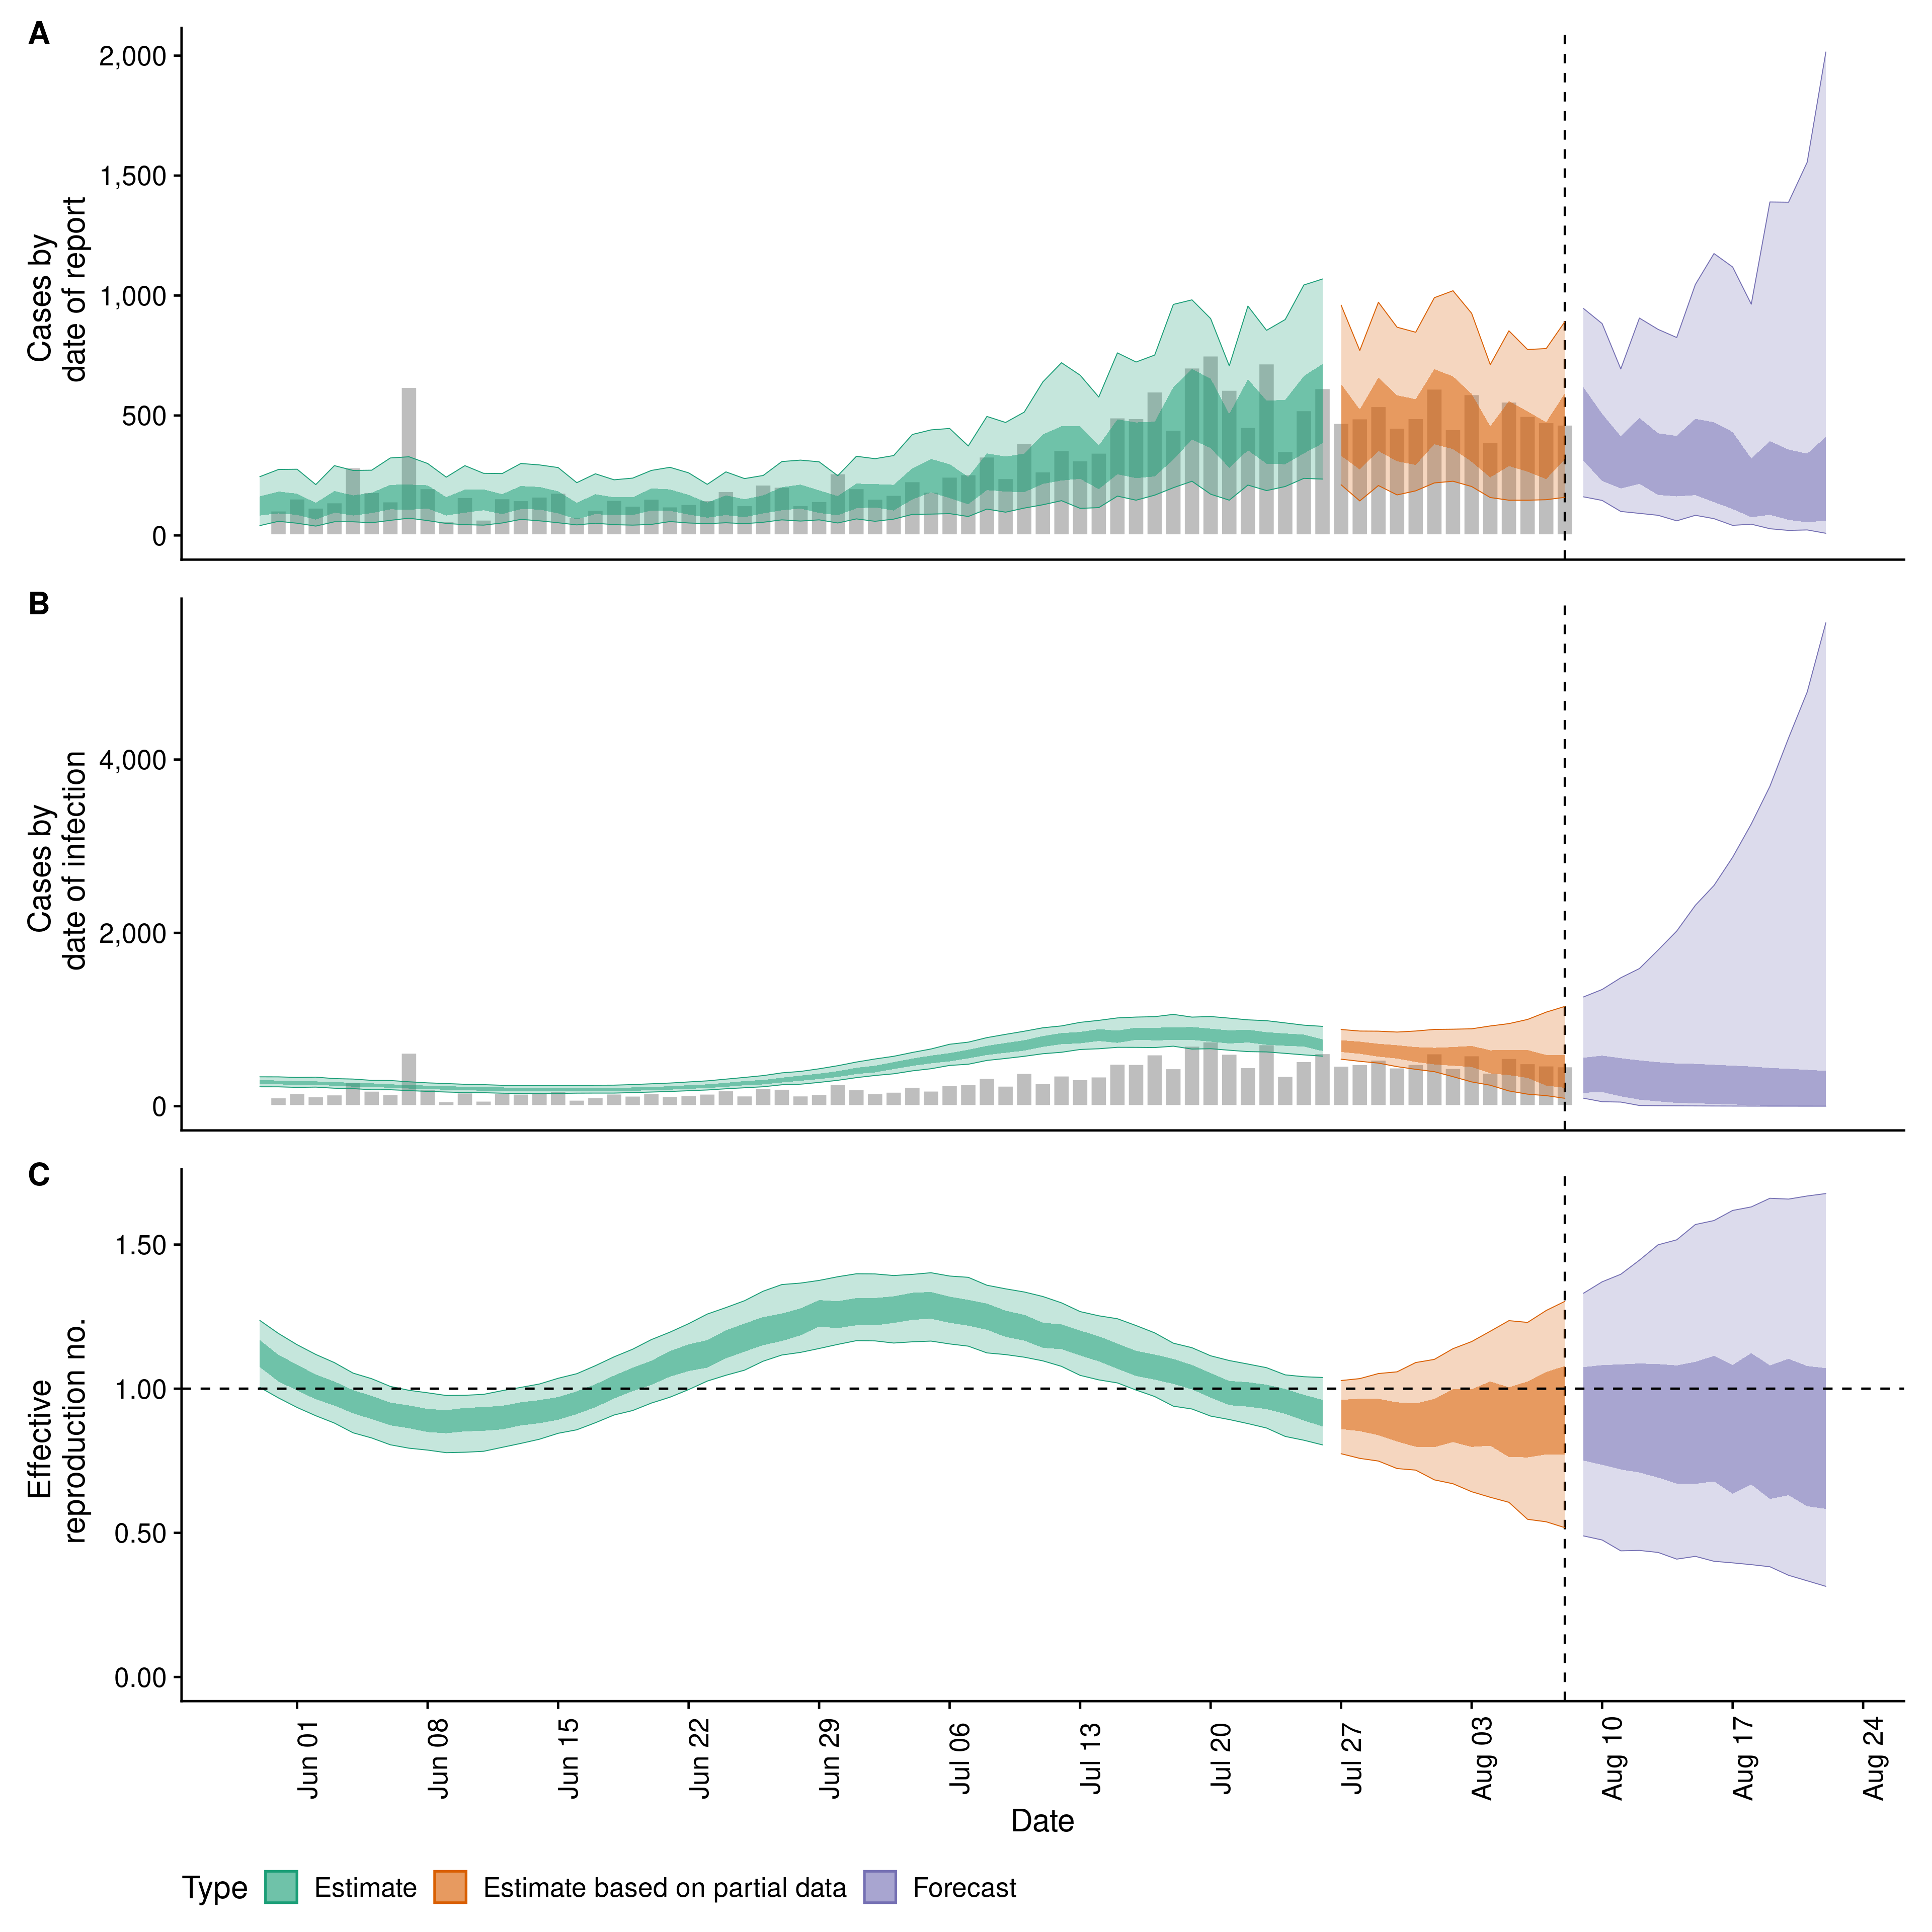 A
2,000
1,500
1,000
500
0
Cases by
date of report
B
4,000
2,000
0
Cases by
date of infection
C
1.50
1.00
0.50
0.00
Effective
reproduction no.
Jun 01
Jun 08
Jun 15
Jun 22
Jun 29
Jul 06
Jul 13
Jul 20
Jul 27
Aug 03
Aug 10
Aug 17
Aug 24
Date
Type Estimate Estimate based on partial data Forecast